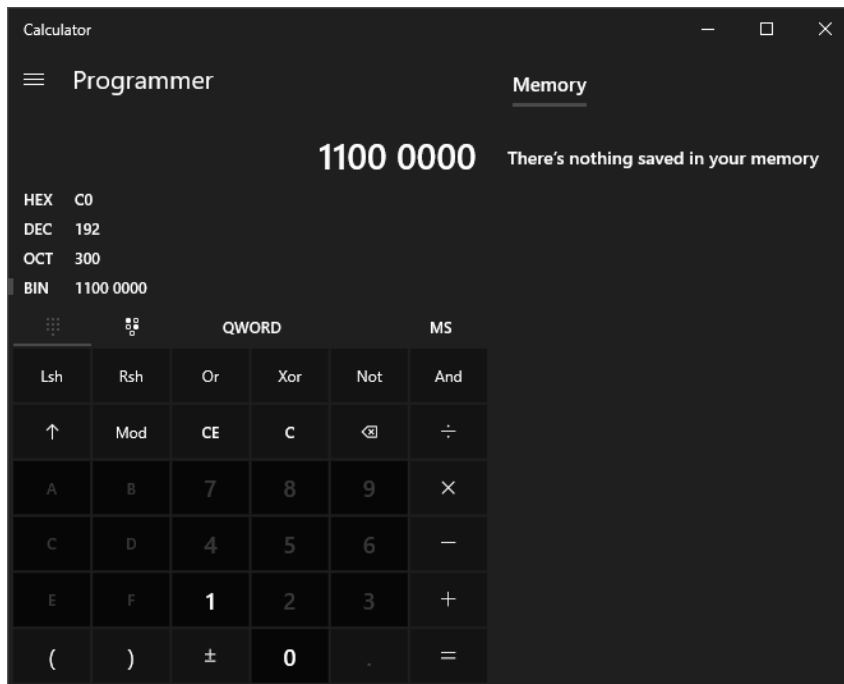 Calculator
Programmer
Memory
1100 0000
There's nothing saved in your memory
HEX C0
DEC 192
OCT 300
BIN 1100 0000
QWORD MS
Lsh Rsh Or Xor Not And
↑ Mod CE C ÷
A B 7 8 9 ×
C D 4 5 6 −
E F 1 2 3 +
( ) ± 0 . =